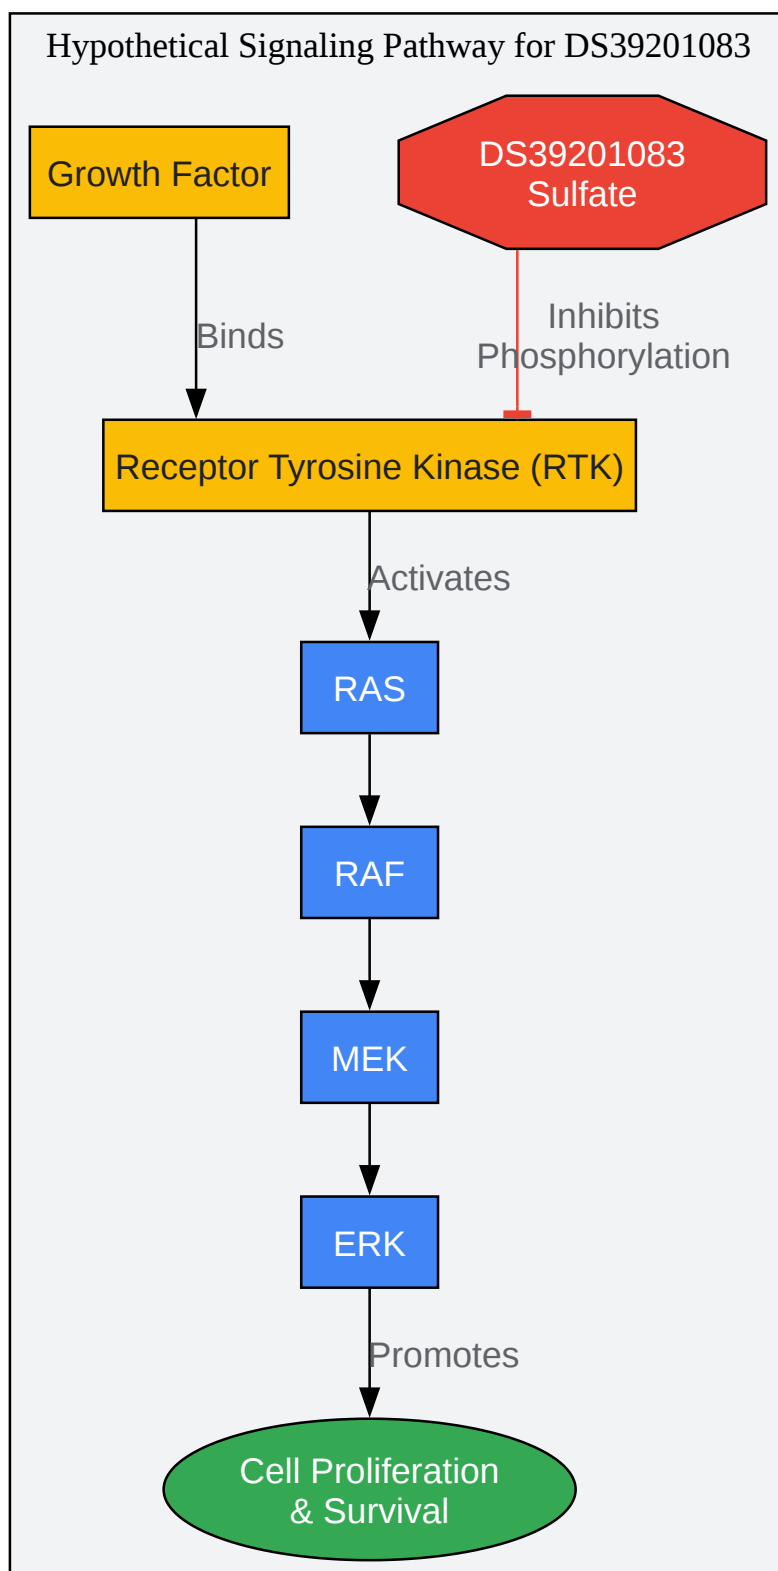 Hypothetical Signaling Pathway for DS39201083
Growth Factor
DS39201083
Sulfate
Binds
Inhibits
Phosphorylation
Receptor Tyrosine Kinase (RTK)
Activates
RAS
RAF
MEK
ERK
Promotes
Cell Proliferation
& Survival